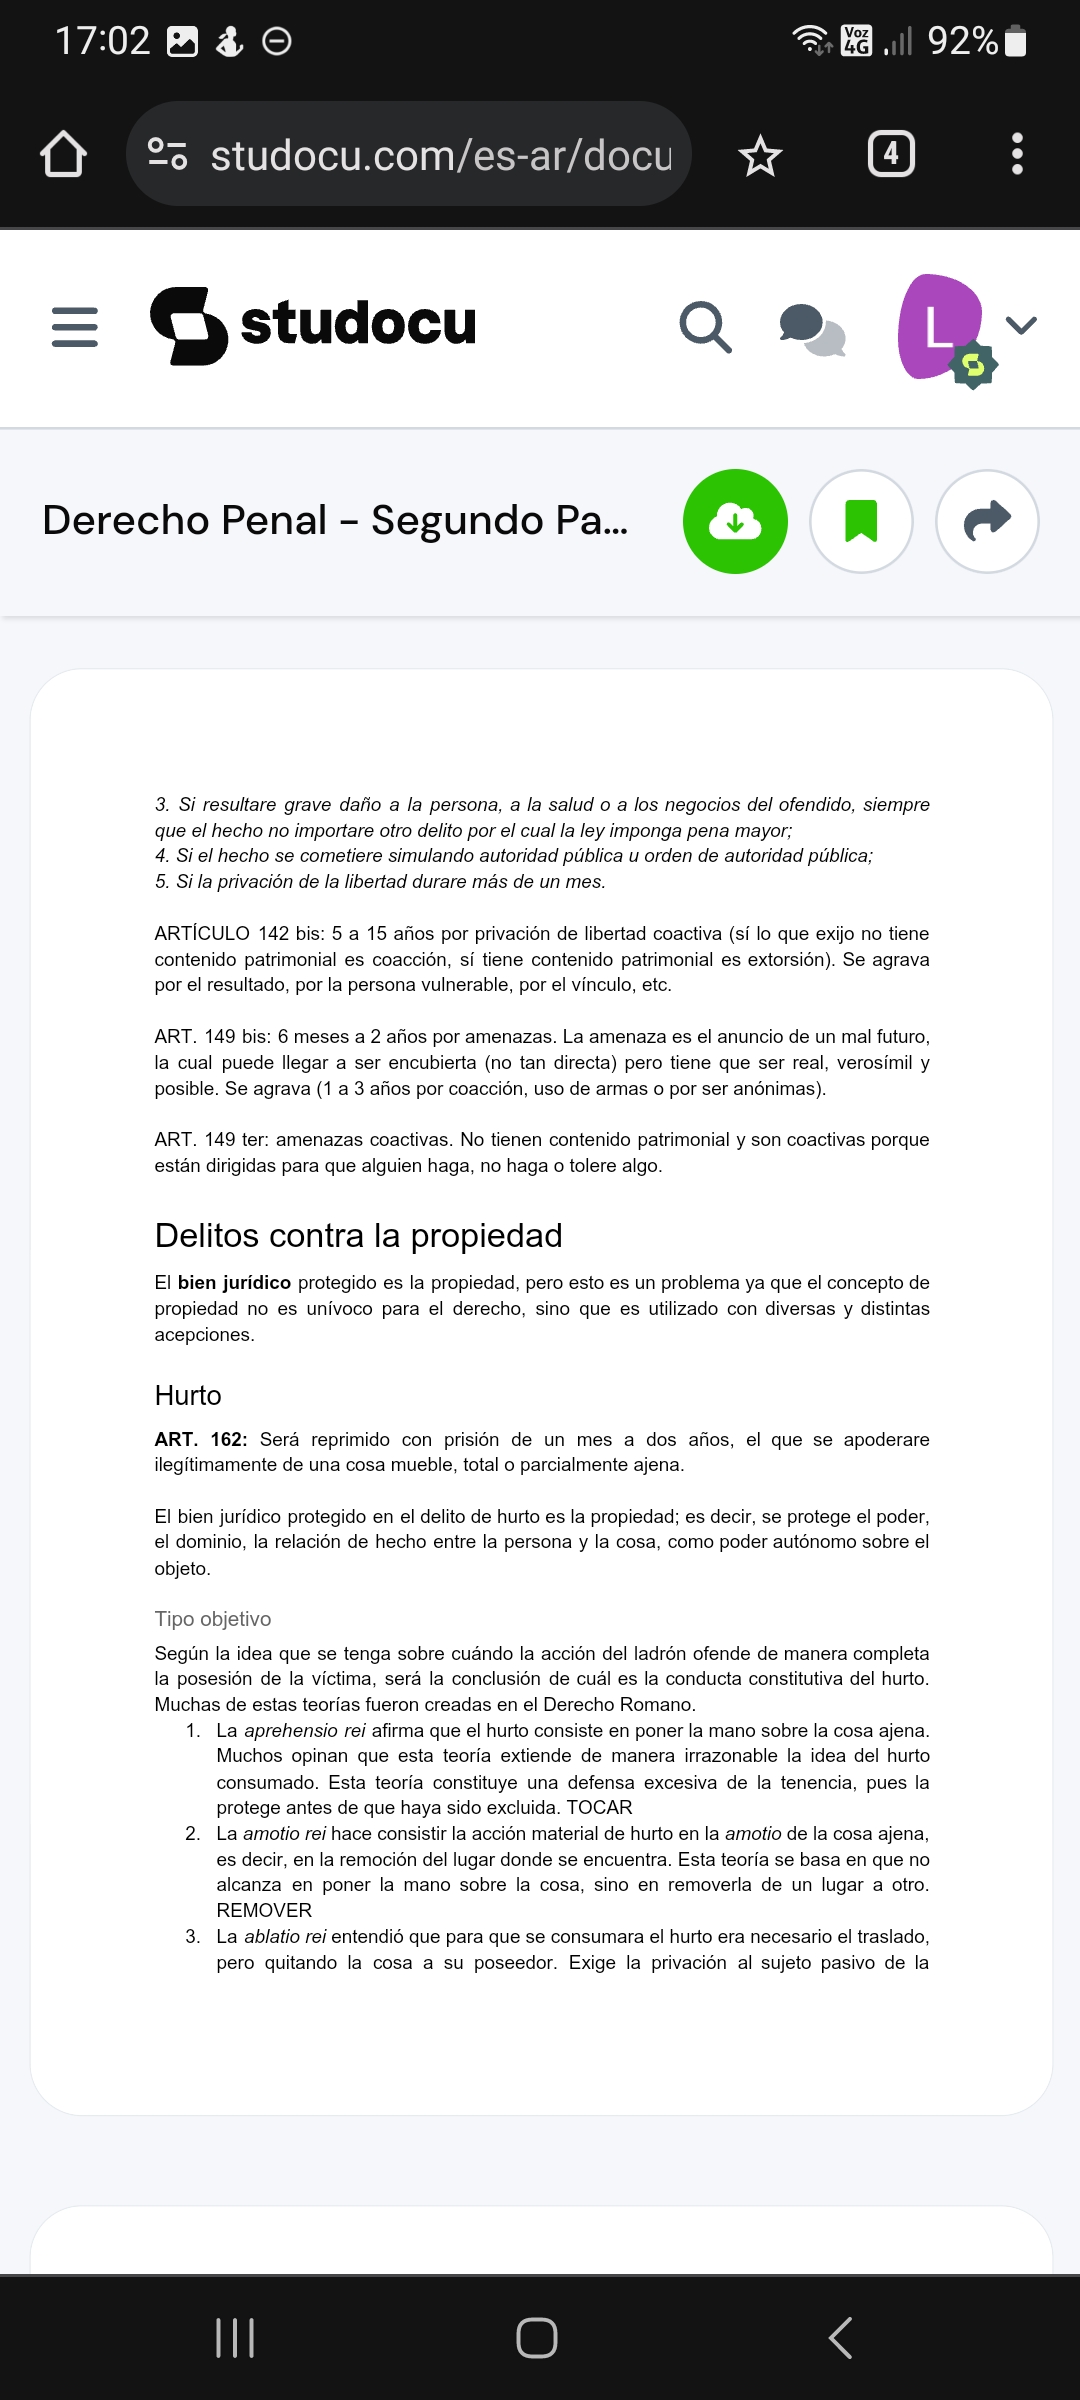 17:02
Voz 4G
92%
studocu.com/es-ar/docu
4
studocu
L
Derecho Penal - Segundo Pa...
3. Si resultare grave daño a la persona, a la salud o a los negocios del ofendido, siempre
que el hecho no importare otro delito por el cual la ley imponga pena mayor;
4. Si el hecho se cometiere simulando autoridad pública u orden de autoridad pública;
5. Si la privación de la libertad durare más de un mes.
ARTÍCULO 142 bis: 5 a 15 años por privación de libertad coactiva (sí lo que exijo no tiene
contenido patrimonial es coacción, sí tiene contenido patrimonial es extorsión). Se agrava
por el resultado, por la persona vulnerable, por el vínculo, etc.
ART. 149 bis: 6 meses a 2 años por amenazas. La amenaza es el anuncio de un mal futuro,
la cual puede llegar a ser encubierta (no tan directa) pero tiene que ser real, verosímil y
posible. Se agrava (1 a 3 años por coacción, uso de armas o por ser anónimas).
ART. 149 ter: amenazas coactivas. No tienen contenido patrimonial y son coactivas porque
están dirigidas para que alguien haga, no haga o tolere algo.
Delitos contra la propiedad
El bien jurídico protegido es la propiedad, pero esto es un problema ya que el concepto de
propiedad no es unívoco para el derecho, sino que es utilizado con diversas y distintas
acepciones.
Hurto
ART. 162: Será reprimido con prisión de un mes a dos años, el que se apoderare
ilegítimamente de una cosa mueble, total o parcialmente ajena.
El bien jurídico protegido en el delito de hurto es la propiedad; es decir, se protege el poder,
el dominio, la relación de hecho entre la persona y la cosa, como poder autónomo sobre el
objeto.
Tipo objetivo
Según la idea que se tenga sobre cuándo la acción del ladrón ofende de manera completa
la posesión de la víctima, será la conclusión de cuál es la conducta constitutiva del hurto.
Muchas de estas teorías fueron creadas en el Derecho Romano.
1. La aprehensio rei afirma que el hurto consiste en poner la mano sobre la cosa ajena.
Muchos opinan que esta teoría extiende de manera irrazonable la idea del hurto
consumado. Esta teoría constituye una defensa excesiva de la tenencia, pues la
protege antes de que haya sido excluida. TOCAR
2. La amotio rei hace consistir la acción material de hurto en la amotio de la cosa ajena,
es decir, en la remoción del lugar donde se encuentra. Esta teoría se basa en que no
alcanza en poner la mano sobre la cosa, sino en removerla de un lugar a otro.
REMOVER
3. La ablatio rei entendió que para que se consumara el hurto era necesario el traslado,
pero quitando la cosa a su poseedor. Exige la privación al sujeto pasivo de la